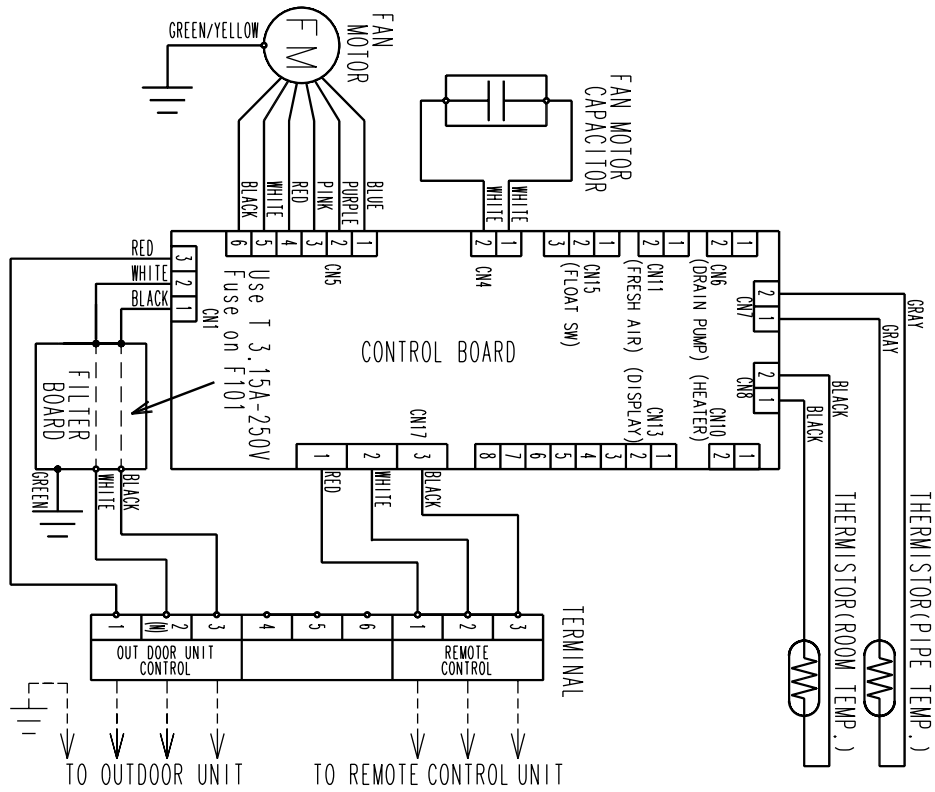 GREEN/YELLOW
FM
FAN
MOTOR
BLACK
WHITE
RED
PINK
PURPLE
BLUE
FAN MOTOR
CAPACITOR
WHITE
WHITE
6 5 4 3 2 1
CN5
2 1
CN4
3 2 1
CN15
(FLOAT SW)
2 1
CN11
(FRESH AIR)
2 1
CN6
(DRAIN PUMP)
2
1
CN7
GRAY
GRAY
2
1
CN8
BLACK
BLACK
RED
WHITE
BLACK
3
2
1
CN1
Use T 3.15A-250V
Fuse on F101
CONTROL BOARD
FILTER
BOARD
CN17
1 2 3
CN13
(DISPLAY)
8 7 6 5 4 3 2 1
CN10
(HEATER)
2 1
GREEN
WHITE
BLACK
RED
WHITE
BLACK
THERMISTOR(ROOM TEMP.)
THERMISTOR(PIPE TEMP.)
TERMINAL
1 2 (N) 3 4 5 6 1 2 3
OUT DOOR UNIT
CONTROL
REMOTE
CONTROL
TO OUTDOOR UNIT
TO REMOTE CONTROL UNIT